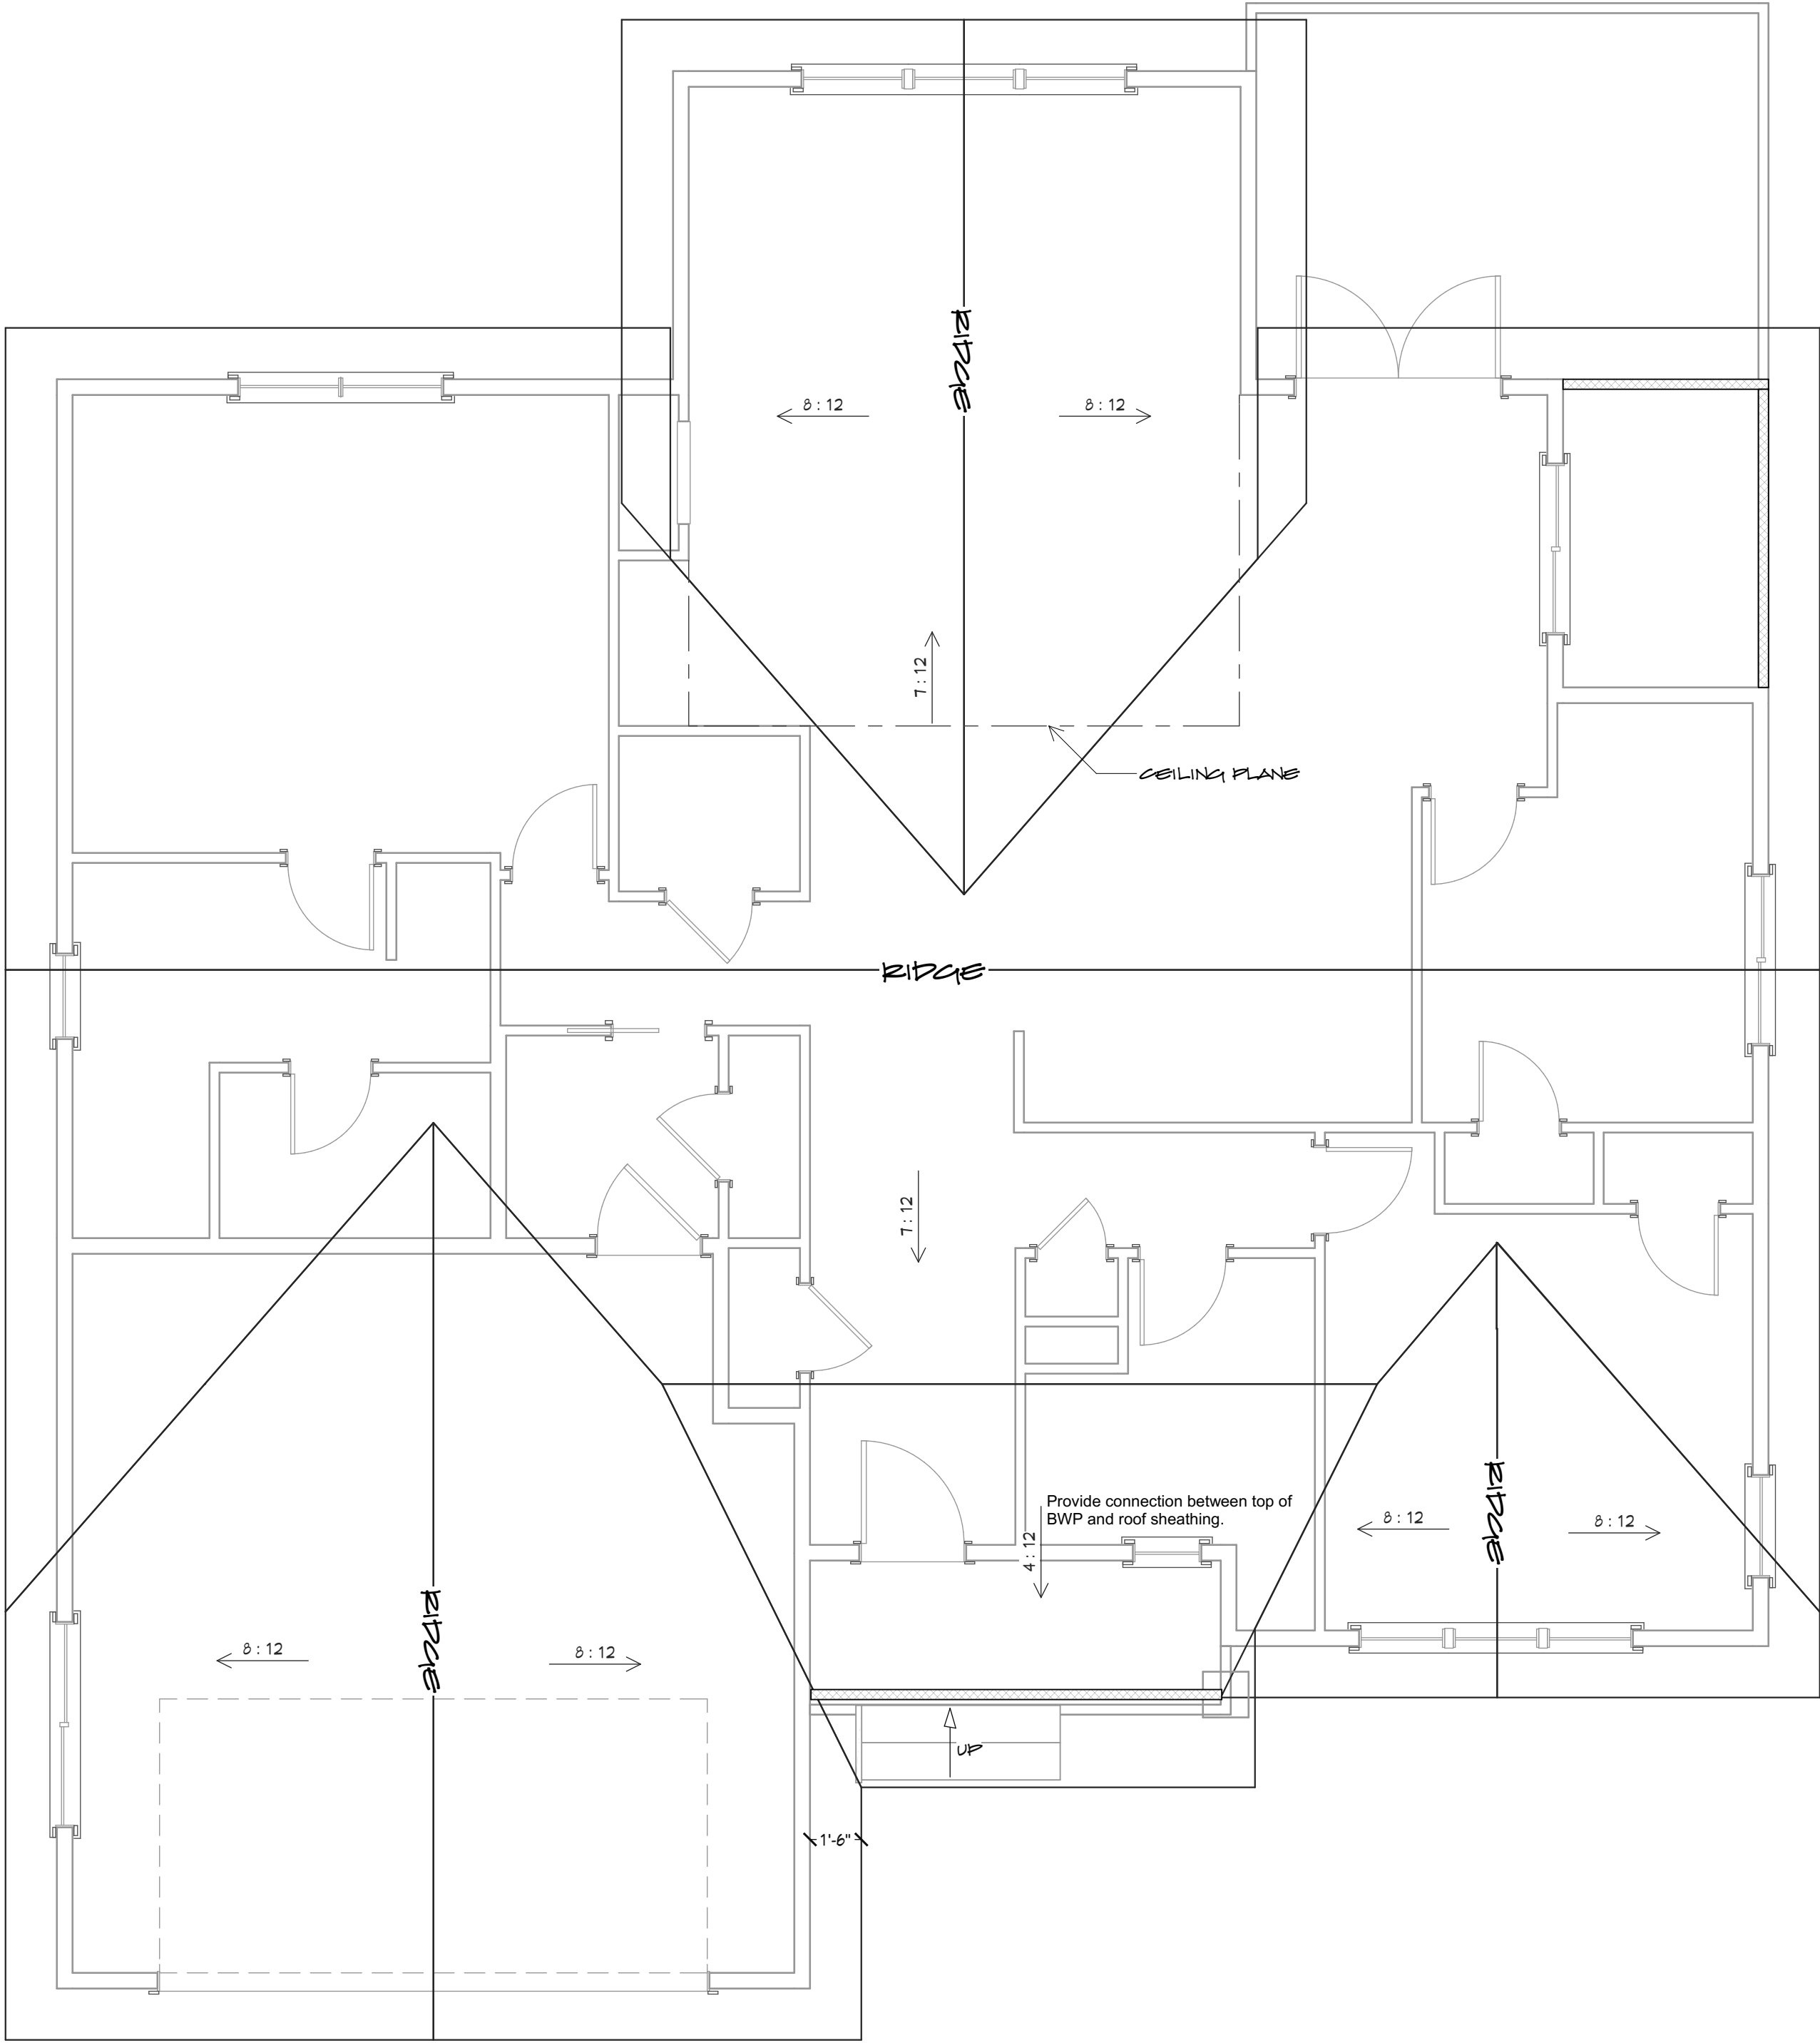 RIDGE
8 : 12
8 : 12
7 : 12
CEILING PLANE
RIDGE
7 : 12
Provide connection between top of
BWP and roof sheathing.
4 : 12
RIDGE
8 : 12
8 : 12
RIDGE
8 : 12
8 : 12
UP
1'-6"